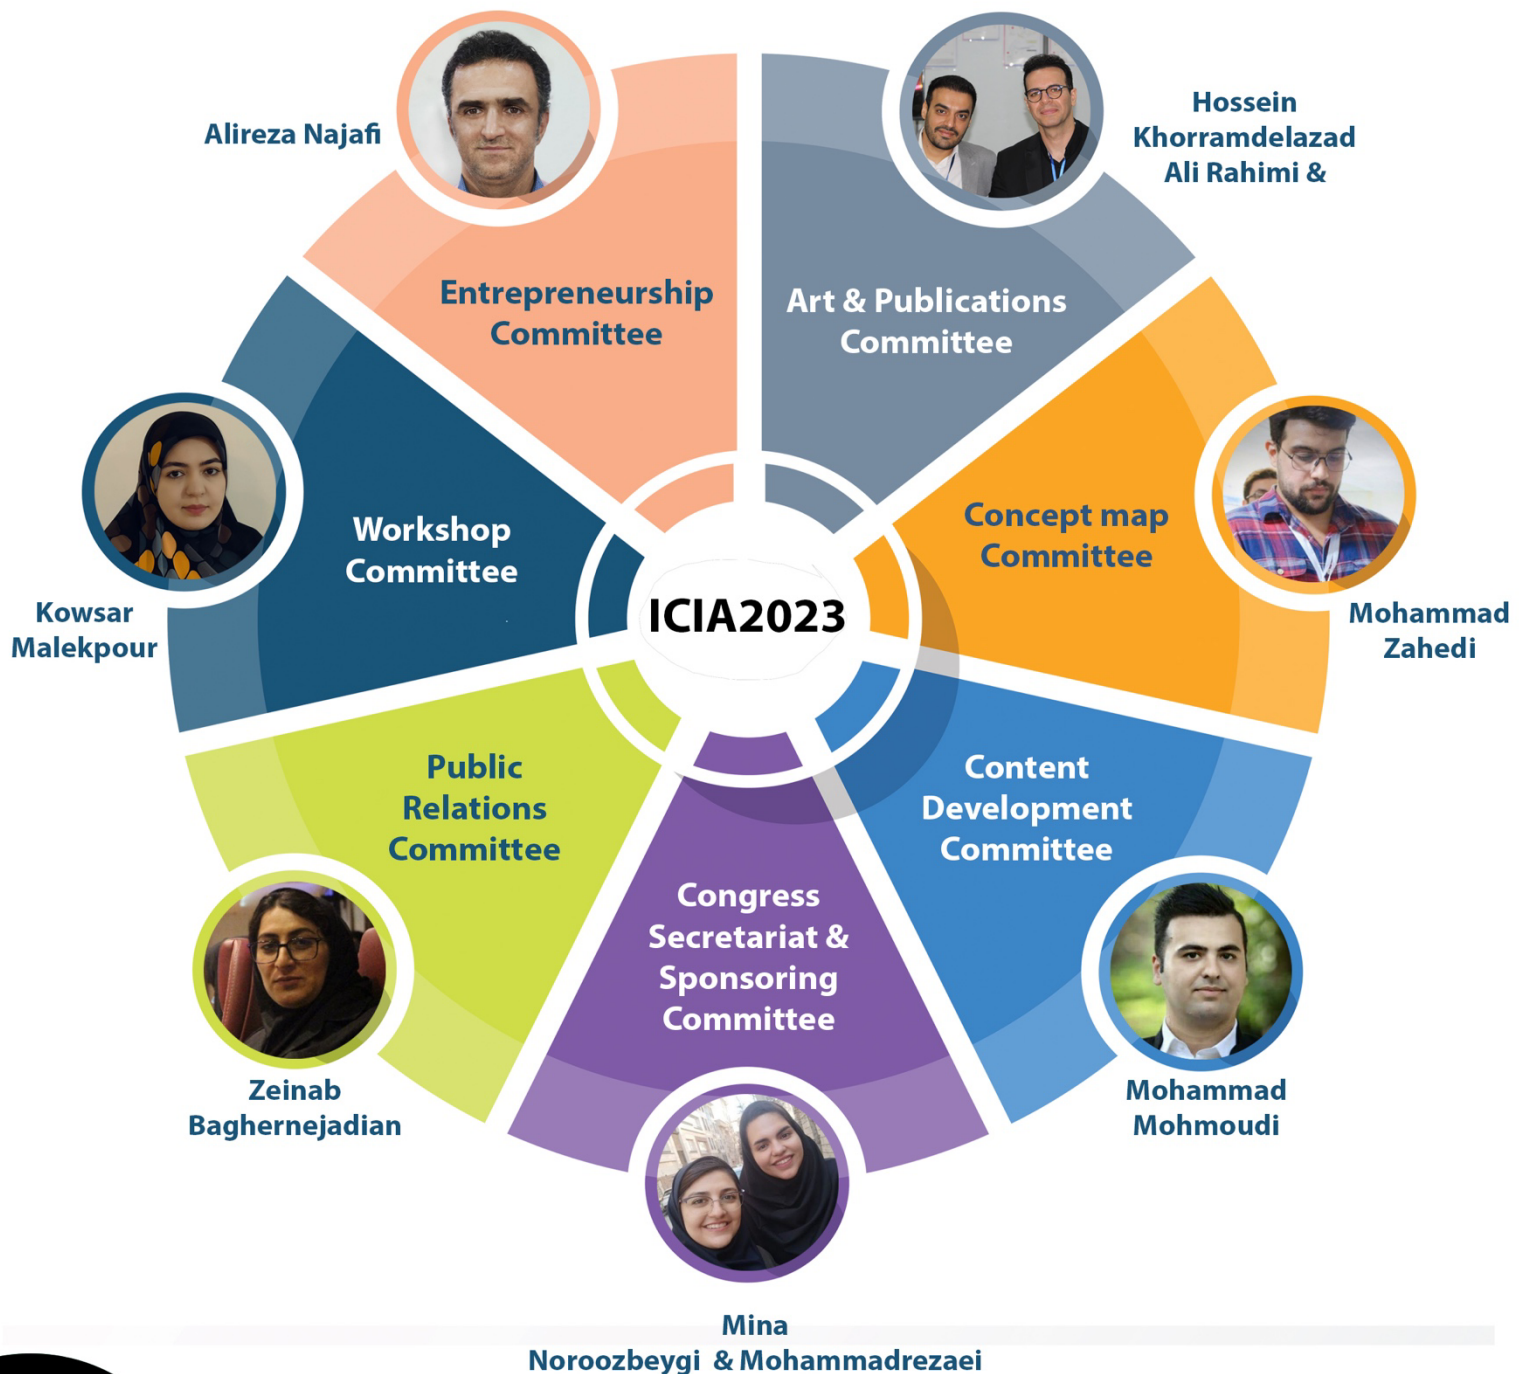 Alireza Najafi
Hossein
Khorramdelazad
Ali Rahimi &
Entrepreneurship
Committee
Art & Publications
Committee
Workshop
Committee
Concept map
Committee
Kowsar
Malekpour
ICIA2023
Mohammad
Zahedi
Public
Relations
Committee
Content
Development
Committee
Congress
Secretariat &
Sponsoring
Committee
Zeinab
Baghernejadian
Mohammad
Mohmoudi
Mina
Noroozbeygi & Mohammadrezaei